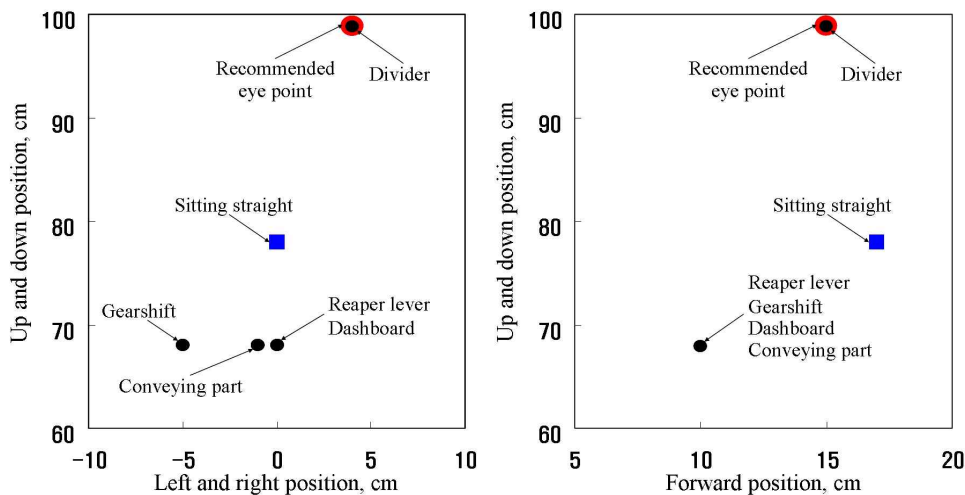 100
90
80
70
60
-10
-5
0
5
10
Up and down position, cm
Left and right position, cm
Recommended
eye point
Divider
Sitting straight
Gearshift
Reaper lever
Dashboard
Conveying part
100
90
80
70
60
5
10
15
20
Up and down position, cm
Forward position, cm
Recommended
eye point
Divider
Sitting straight
Reaper lever
Gearshift
Dashboard
Conveying part